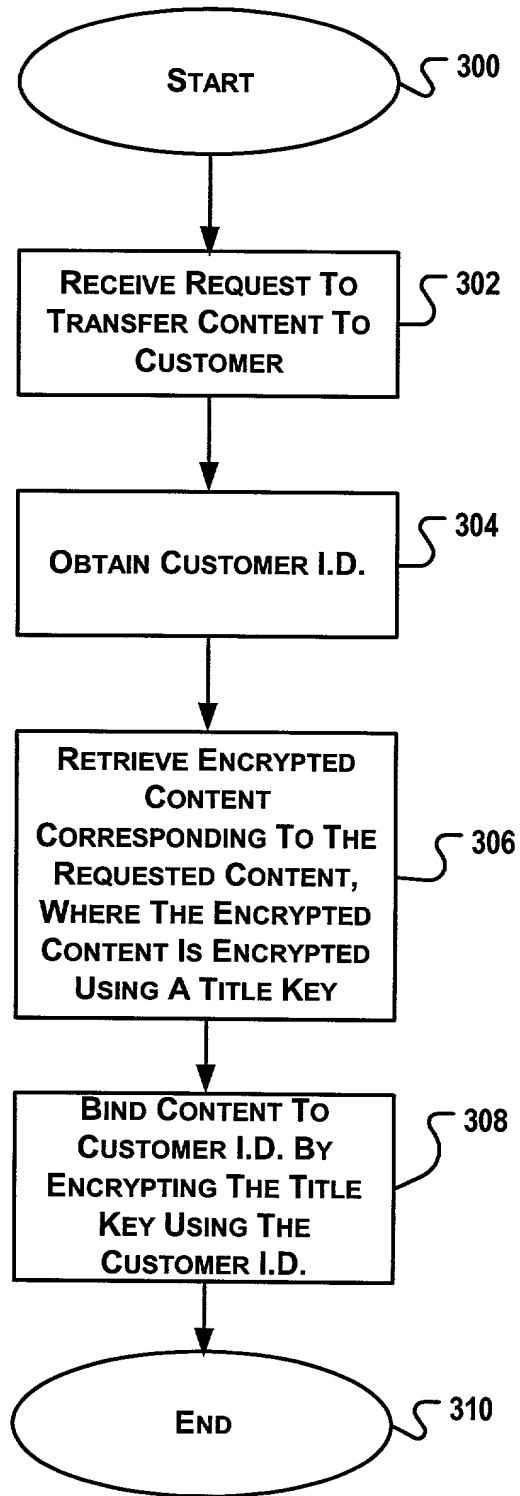 START
300
RECEIVE REQUEST TO
TRANSFER CONTENT TO
CUSTOMER
302
OBTAIN CUSTOMER I.D.
304
RETRIEVE ENCRYPTED
CONTENT
CORRESPONDING TO THE
REQUESTED CONTENT,
WHERE THE ENCRYPTED
CONTENT IS ENCRYPTED
USING A TITLE KEY
306
BIND CONTENT TO
CUSTOMER I.D. BY
ENCRYPTING THE TITLE
KEY USING THE
CUSTOMER I.D.
308
END
310